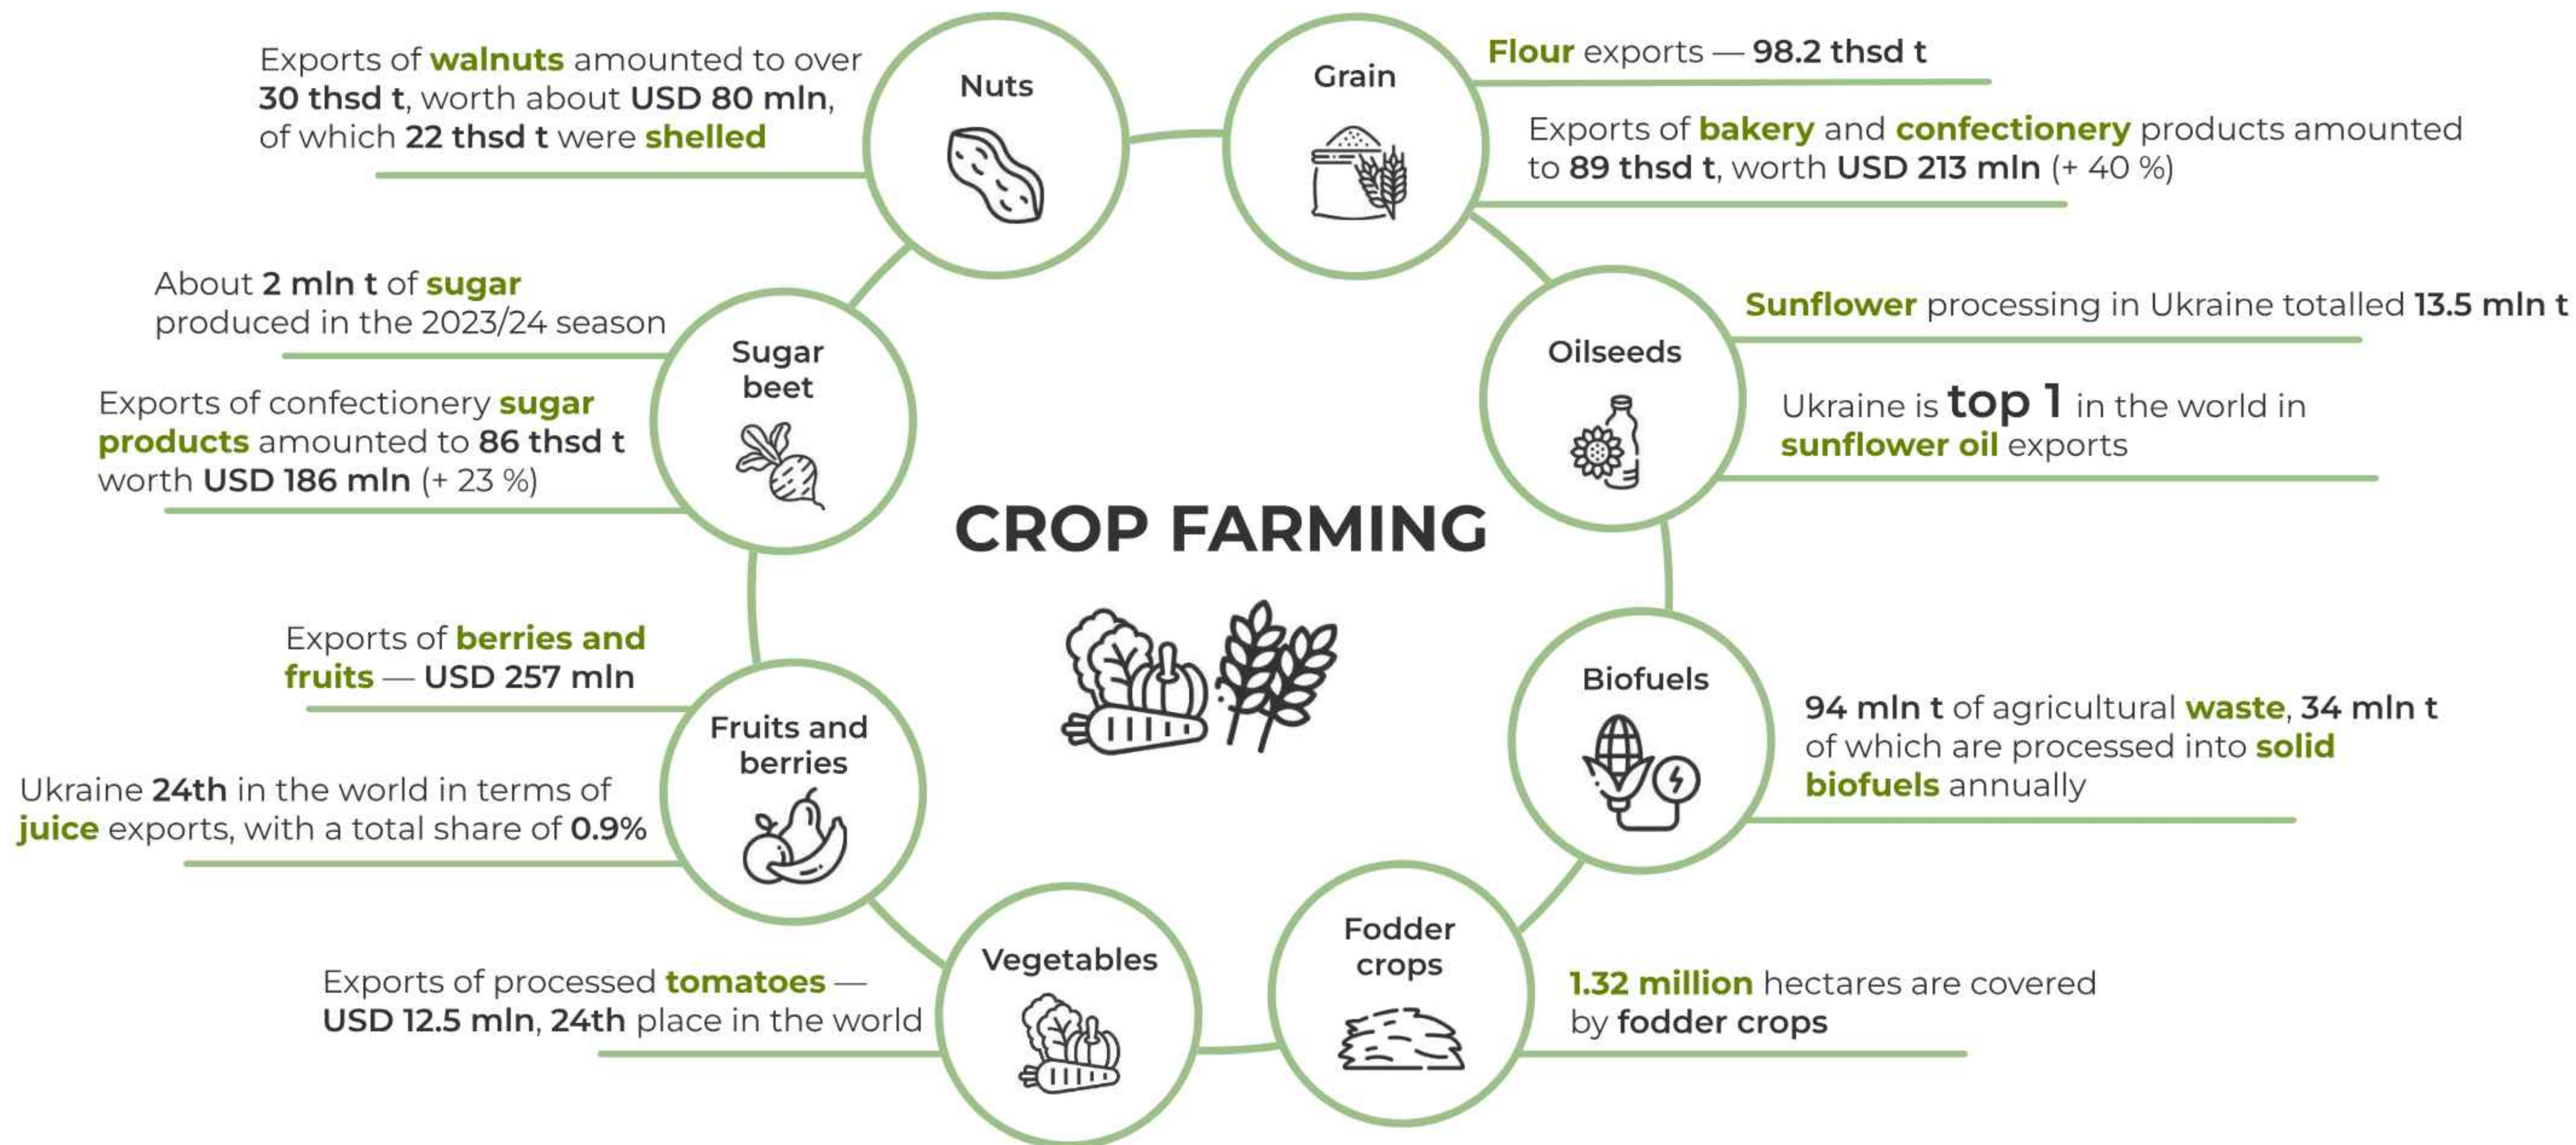 Exports of walnuts amounted to over
30 thsd t, worth about USD 80 mln,
of which 22 thsd t were shelled
Nuts
Grain
Flour exports — 98.2 thsd t
Exports of bakery and confectionery products amounted
to 89 thsd t, worth USD 213 mln (+ 40 %)
About 2 mln t of sugar
produced in the 2023/24 season
Exports of confectionery sugar
products amounted to 86 thsd t
worth USD 186 mln (+ 23 %)
Sugar
beet
Oilseeds
Sunflower processing in Ukraine totalled 13.5 mln t
Ukraine is top 1 in the world in
sunflower oil exports
CROP FARMING
Exports of berries and
fruits — USD 257 mln
Ukraine 24th in the world in terms of
juice exports, with a total share of 0.9%
Fruits and
berries
Biofuels
94 mln t of agricultural waste, 34 mln t
of which are processed into solid
biofuels annually
Exports of processed tomatoes —
USD 12.5 mln, 24th place in the world
Vegetables
Fodder
crops
1.32 million hectares are covered
by fodder crops